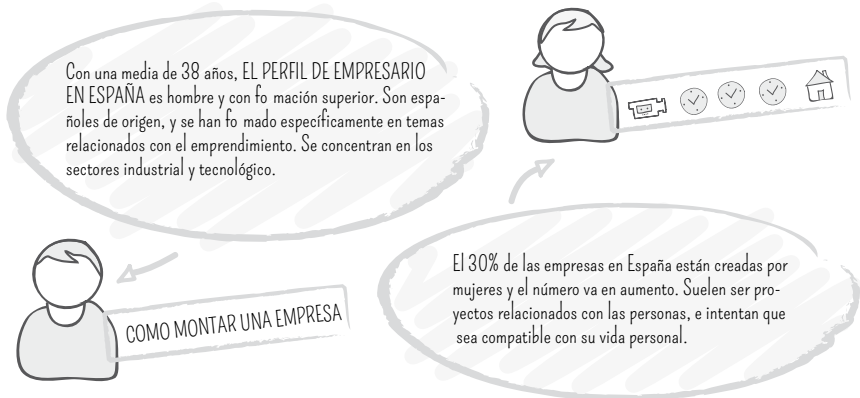 Con una media de 38 años, EL PERFIL DE EMPRESARIO
EN ESPAÑA es hombre y con fo mación superior. Son espa-
ñoles de origen, y se han fo mado específicamente en temas
relacionados con el emprendimiento. Se concentran en los
sectores industrial y tecnológico.
COMO MONTAR UNA EMPRESA
El 30% de las empresas en España están creadas por
mujeres y el número va en aumento. Suelen ser pro-
yectos relacionados con las personas, e intentan que
sea compatible con su vida personal.